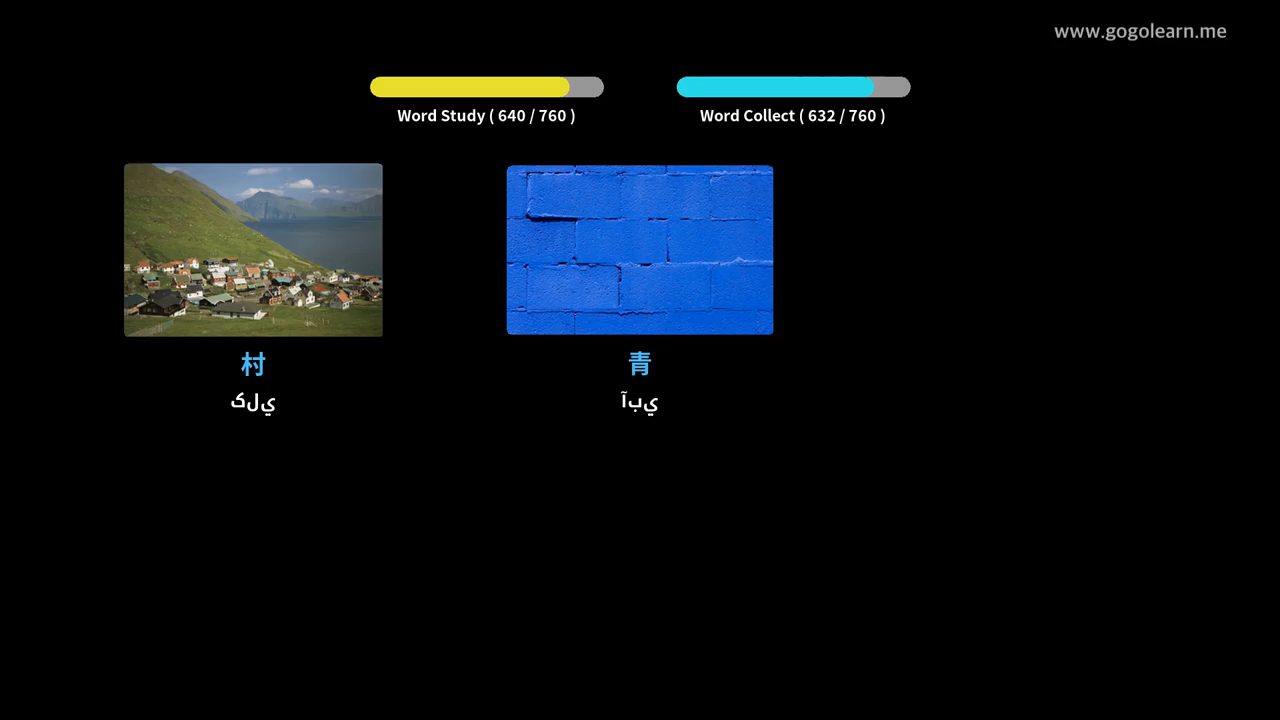 www.gogolearn.me
Word Study ( 640 / 760 )
Word Collect ( 632 / 760 )
村
کلي
青
آبي